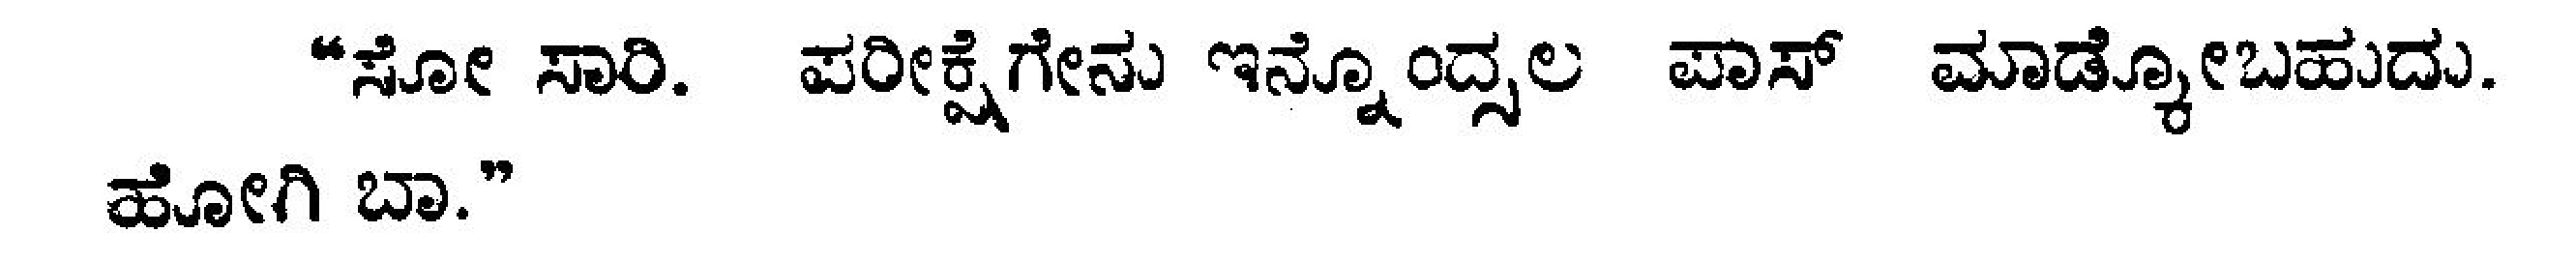 “ಸೋ ಸಾರಿ. ಪರೀಕ್ಷೆಗೇನು ಇನ್ನೊಂದ್ಸಲ ಪಾಸ್ ಮಾಡ್ಕೋಬಹುದು.
ಹೋಗಿ ಬಾ.”